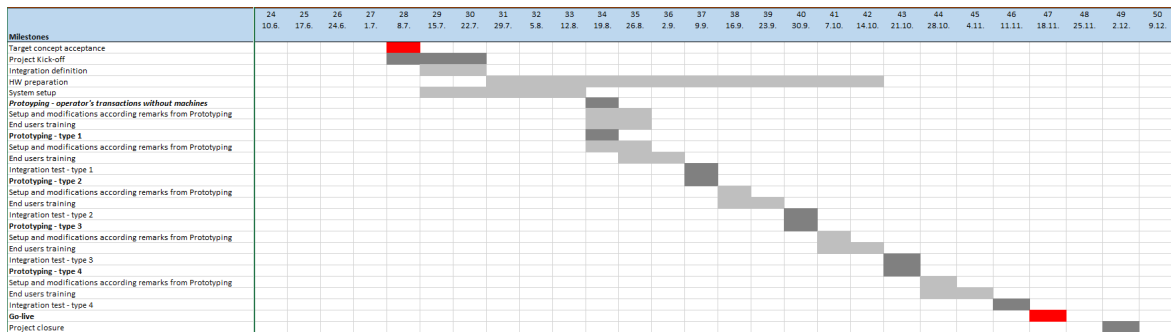 24 25 26 27 28 29 30 31 32 33 34 35 36 37 38 39 40 41 42 43 44 45 46 47 48 49 50
10.6. 17.6. 24.6. 1.7. 8.7. 15.7. 22.7. 29.7. 5.8. 12.8. 19.8. 26.8. 2.9. 9.9. 16.9. 23.9. 30.9. 7.10. 14.10. 21.10. 28.10. 4.11. 11.11. 18.11. 25.11. 2.12. 9.12.
Milestones
Target concept acceptance
Project Kick-off
Integration definition
HW preparation
System setup
Protoyping - operator's transactions without machines
Setup and modifications according remarks from Prototyping
End users training
Prototyping - type 1
Setup and modifications according remarks from Prototyping
End users training
Integration test - type 1
Prototyping - type 2
Setup and modifications according remarks from Prototyping
End users training
Integration test - type 2
Prototyping - type 3
Setup and modifications according remarks from Prototyping
End users training
Integration test - type 3
Prototyping - type 4
Setup and modifications according remarks from Prototyping
End users training
Integration test - type 4
Go-live
Project closure